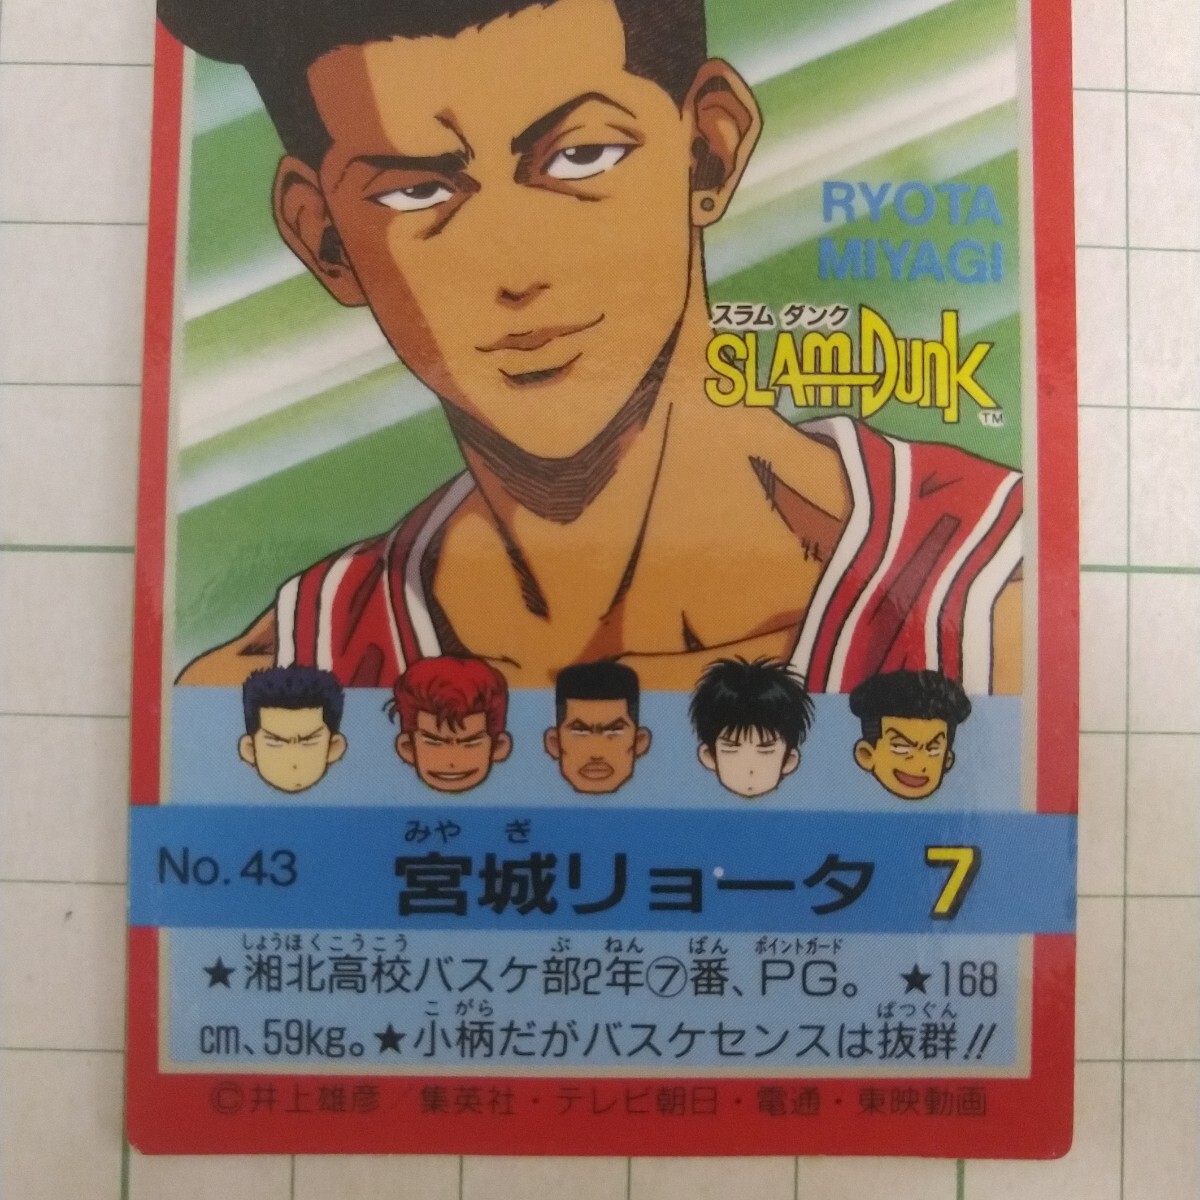 RYOTA
MIYAGI
スラムダンク
SLAM DUNK
TM
みやぎ
No.43 宮城リョータ 7
しょうほくこうこう ぶ ねん ばん ポイントガード
★湘北高校バスケ部2年⑦番、PG。 ★168
こがら ばつぐん
cm、59kg。★小柄だがバスケセンスは抜群!!
©井上雄彦／集英社・テレビ朝日・電通・東映動画